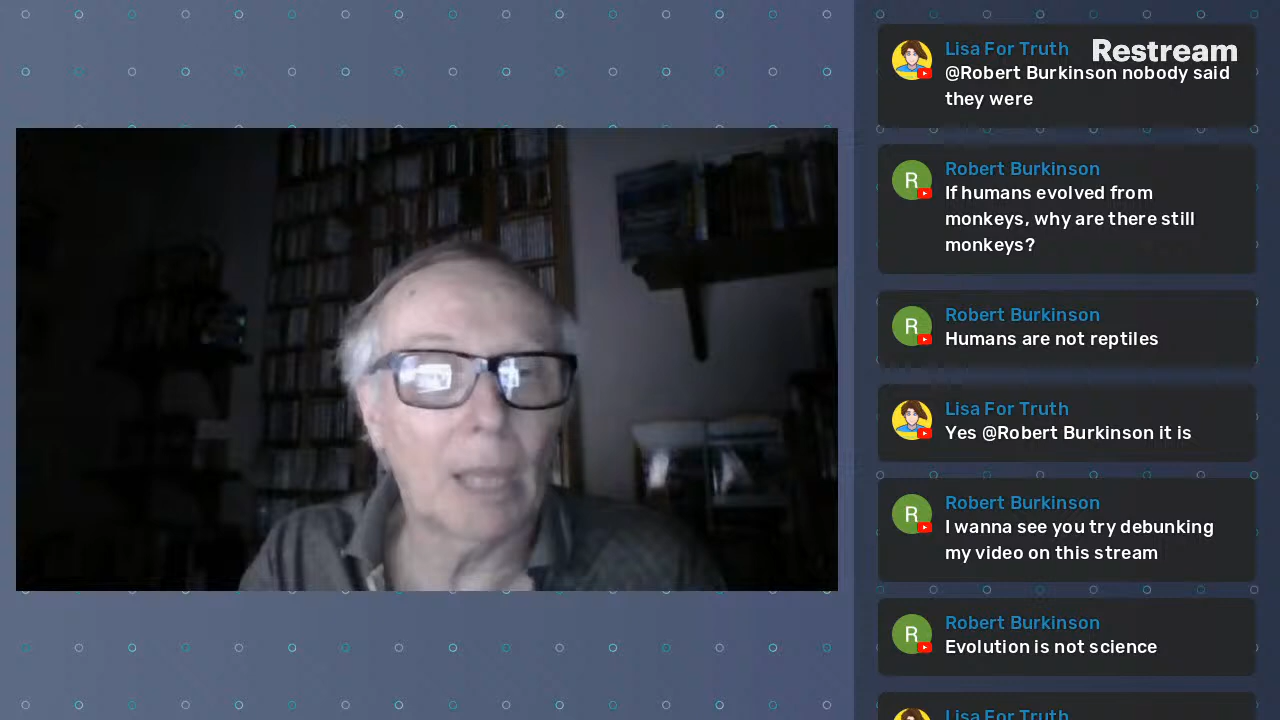 Restream
Lisa For Truth
@Robert Burkinson nobody said
they were
R
Robert Burkinson
If humans evolved from
monkeys, why are there still
monkeys?
R
Robert Burkinson
Humans are not reptiles
Lisa For Truth
Yes @Robert Burkinson it is
R
Robert Burkinson
I wanna see you try debunking
my video on this stream
R
Robert Burkinson
Evolution is not science
Lisa For Truth